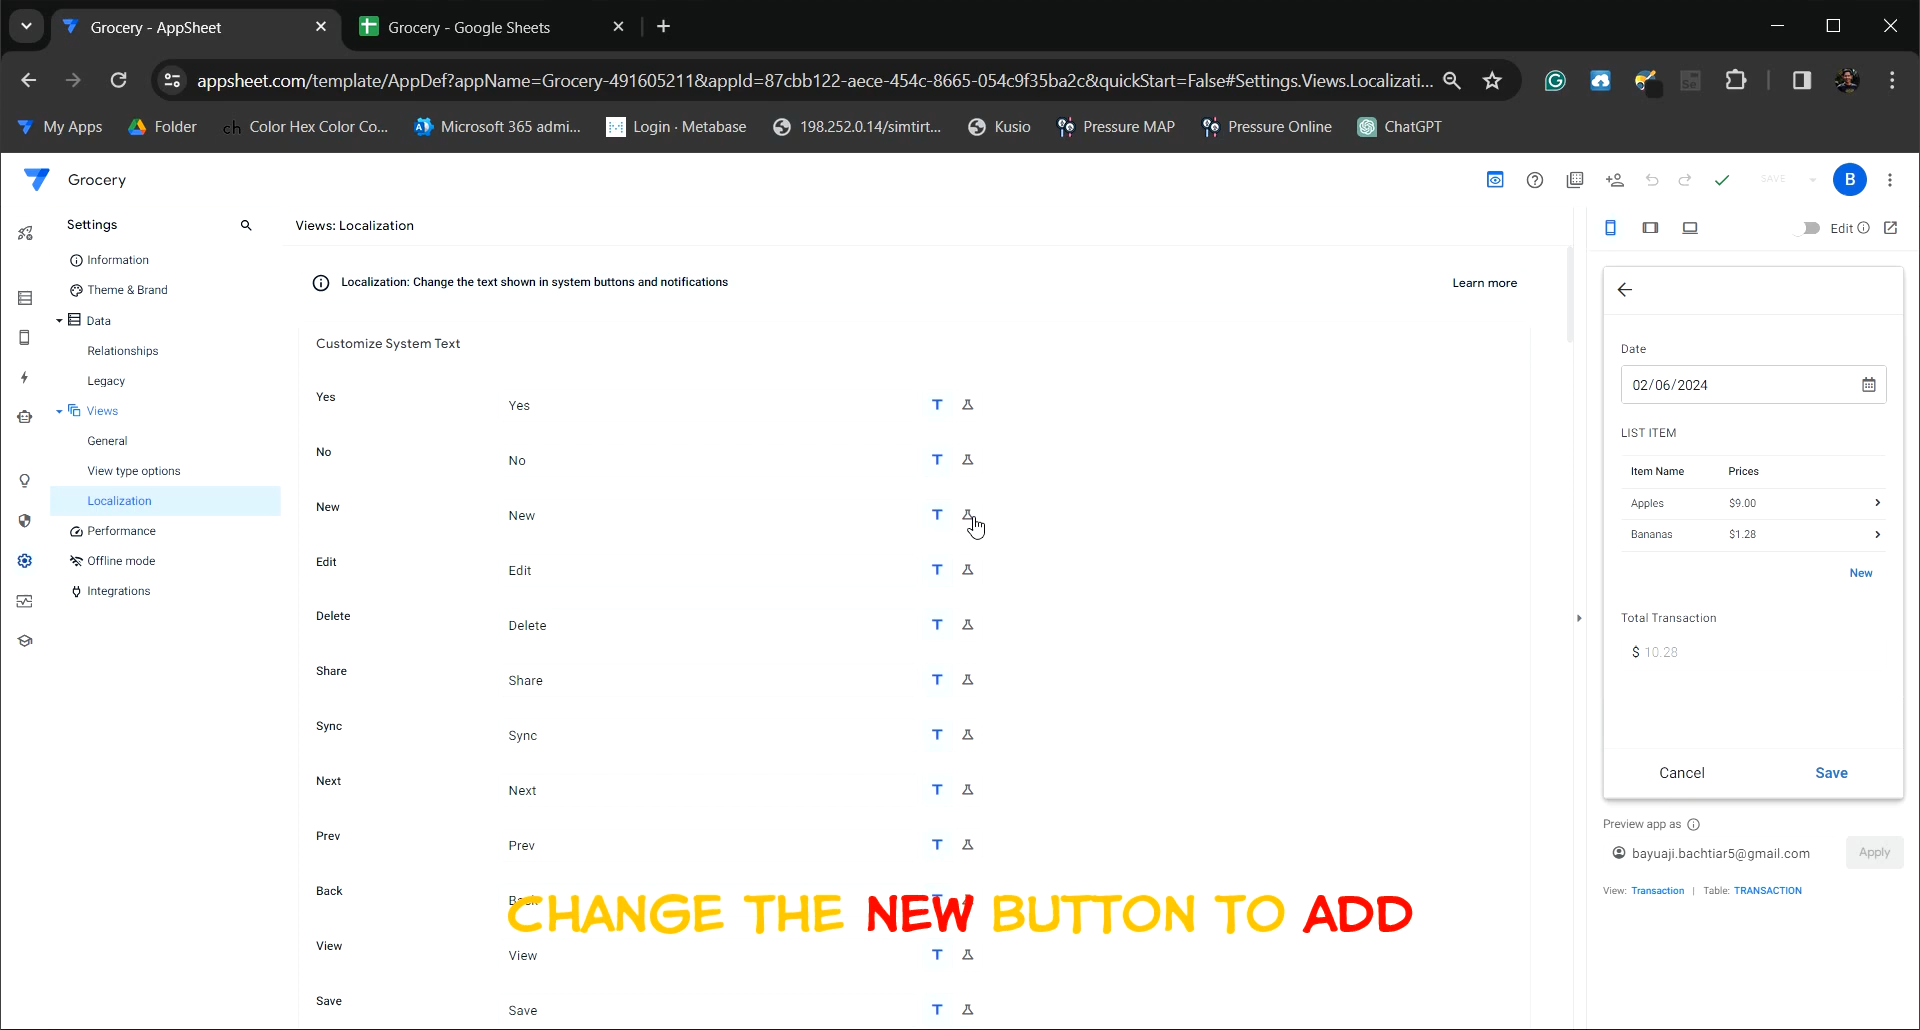 Grocery - AppSheet
Grocery - Google Sheets
appsheet.com/template/AppDef?appName=Grocery-491605211&appId=87cbb122-aece-454c-8665-054c9f35ba2c&quickStart=False#Settings.Views.Localizati...
My Apps
Folder
ch Color Hex Color Co...
Microsoft 365 admi...
Login · Metabase
198.252.0.14/simtirt...
Kusio
Pressure MAP
Pressure Online
ChatGPT
Grocery
SAVE
B
Settings
Information
Theme & Brand
Data
Relationships
Legacy
Views
General
View type options
Localization
Performance
Offline mode
Integrations
Views: Localization
Localization: Change the text shown in system buttons and notifications
Learn more
Customize System Text
Yes Yes
No No
New New
Edit Edit
Delete Delete
Share Share
Sync Sync
Next Next
Prev Prev
Back Back
CHANGE THE NEW BUTTON TO ADD
View View
Save Save
Edit
Date
02/06/2024
LIST ITEM
Item Name Prices
Apples $9.00
Bananas $1.28
New
Total Transaction
$ 10.28
Cancel Save
Preview app as
bayuaji.bachtiar5@gmail.com
Apply
View: Transaction | Table: TRANSACTION